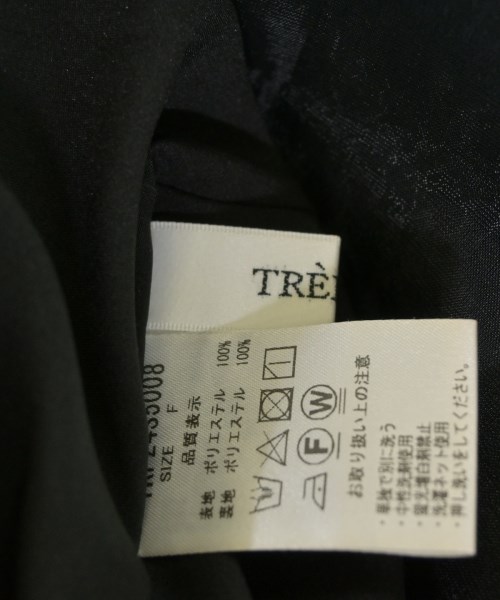 TRÈ
2435008
SIZE F
品質表示
表地 ポリエステル 100%
裏地 ポリエステル 100%
F W
お取り扱い上の注意
・単独で別に洗う
・中性洗剤使用
・蛍光増白剤禁止
・洗濯ネット使用
・押し洗いをしてください。